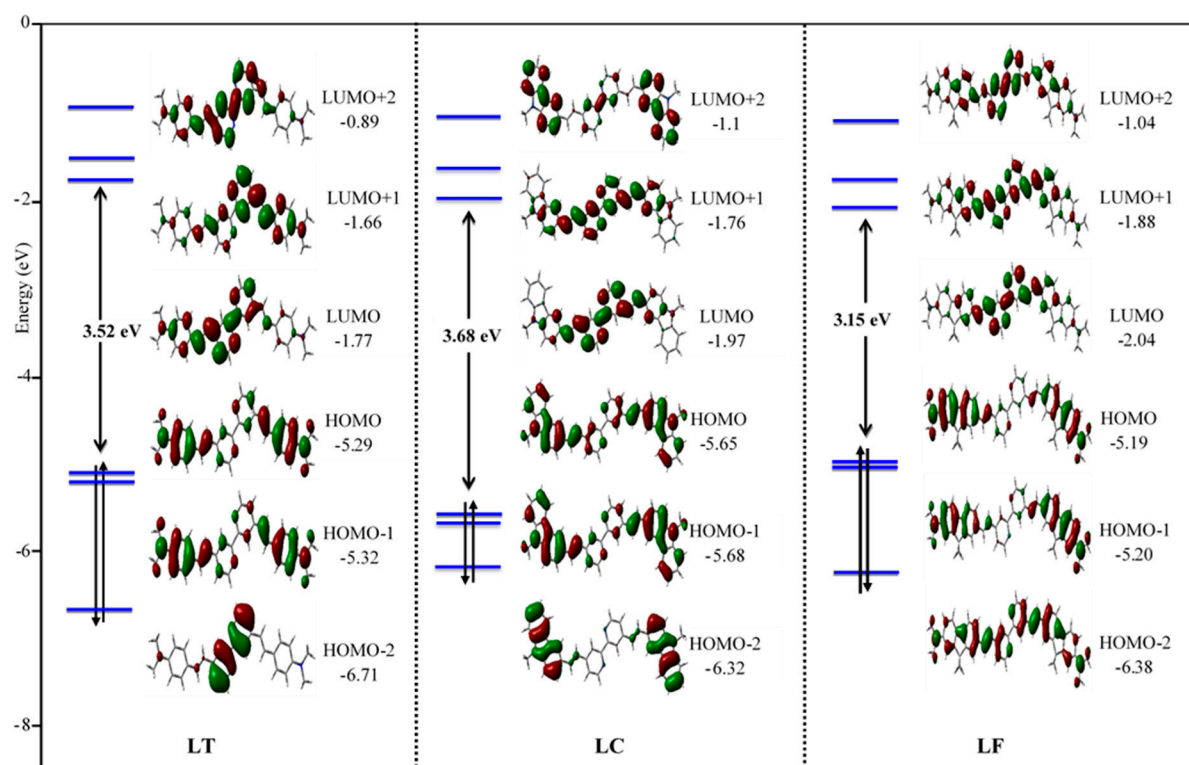 0
-2
-4
-6
-8
Energy (eV)
LUMO+2
-0.89
LUMO+1
-1.66
3.52 eV
LUMO
-1.77
HOMO
-5.29
HOMO-1
-5.32
HOMO-2
-6.71
LT
LUMO+2
-1.1
LUMO+1
-1.76
3.68 eV
LUMO
-1.97
HOMO
-5.65
HOMO-1
-5.68
HOMO-2
-6.32
LC
LUMO+2
-1.04
LUMO+1
-1.88
3.15 eV
LUMO
-2.04
HOMO
-5.19
HOMO-1
-5.20
HOMO-2
-6.38
LF